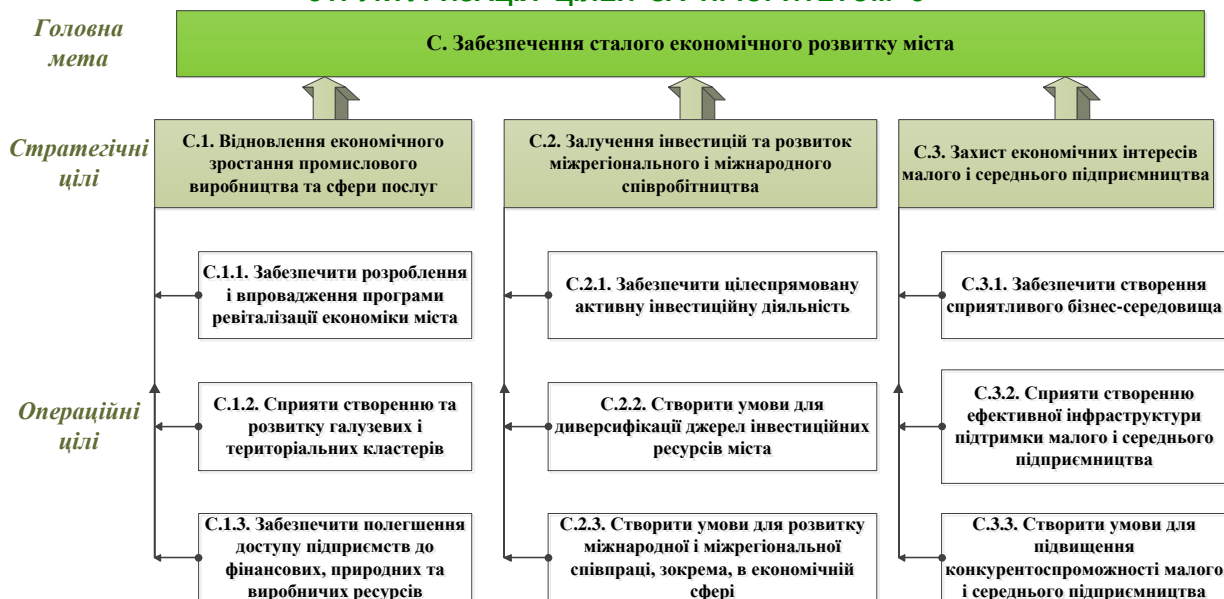 Головна
мета
С. Забезпечення сталого економічного розвитку міста
Стратегічні
цілі
С.1. Відновлення економічного
зростання промислового
виробництва та сфери послуг
С.2. Залучення інвестицій та розвиток
міжрегіонального і міжнародного
співробітництва
С.3. Захист економічних інтересів
малого і середнього підприємництва
Операційні
цілі
С.1.1. Забезпечити розроблення
і впровадження програми
ревіталізації економіки міста
С.2.1. Забезпечити цілеспрямовану
активну інвестиційну діяльність
С.3.1. Забезпечити створення
сприятливого бізнес-середовища
С.1.2. Сприяти створенню та
розвитку галузевих і
територіальних кластерів
С.2.2. Створити умови для
диверсифікації джерел інвестиційних
ресурсів міста
С.3.2. Сприяти створенню
ефективної інфраструктури
підтримки малого і середнього
підприємництва
С.1.3. Забезпечити полегшення
доступу підприємств до
фінансових, природних та
виробничих ресурсів
С.2.3. Створити умови для розвитку
міжнародної і міжрегіональної
співпраці, зокрема, в економічній
сфері
С.3.3. Створити умови для
підвищення
конкурентоспроможності малого
і середнього підприємництва